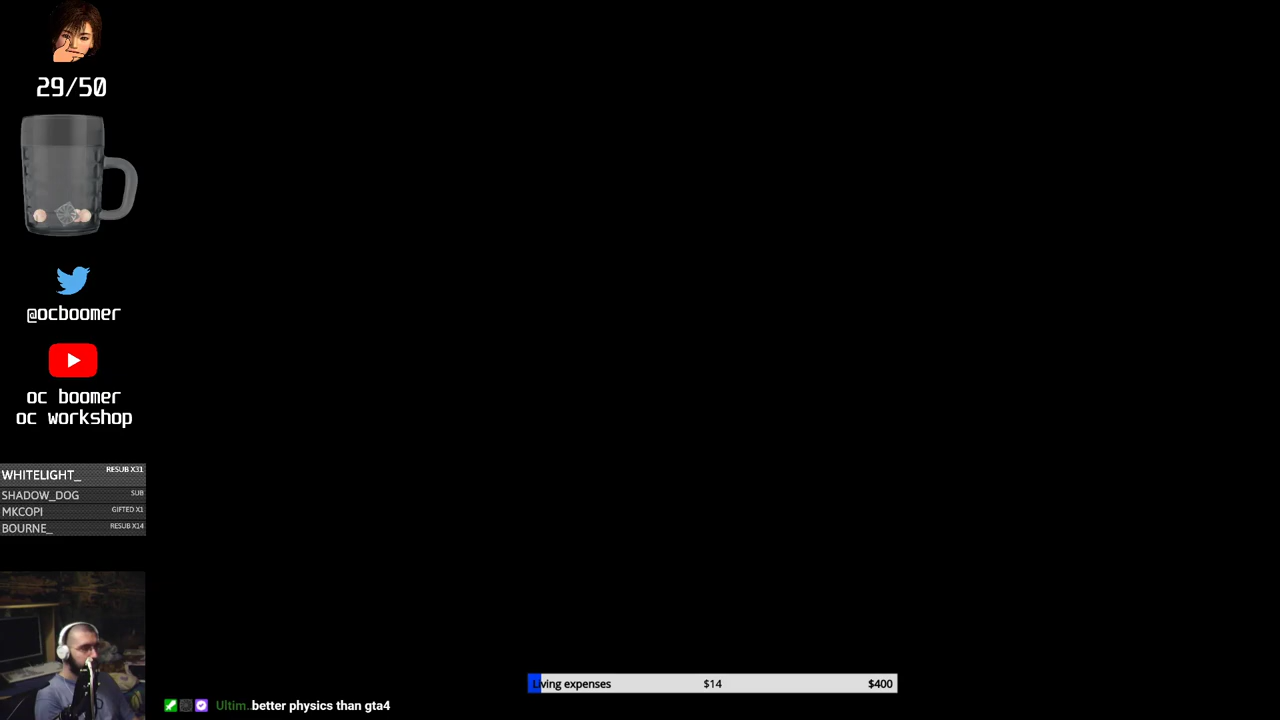 29/50
@ocboomer
oc boomer
oc workshop
WHITELIGHT_ RESUB X31
SHADOW_DOG SUB
MKCOPI GIFTED X1
BOURNE_ RESUB X14
Living expenses $14 $400
Ultim..better physics than gta4